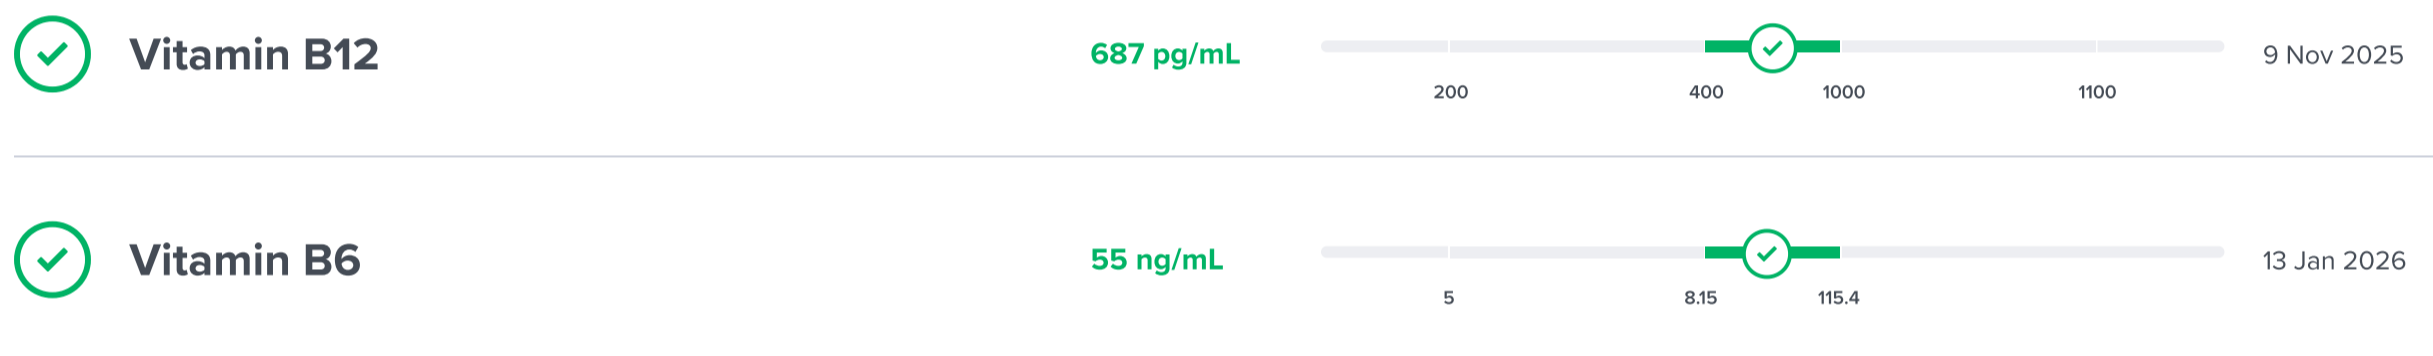 Vitamin B12 687 pg/mL 9 Nov 2025
200 400 1000 1100
Vitamin B6 55 ng/mL 13 Jan 2026
5 8.15 115.4